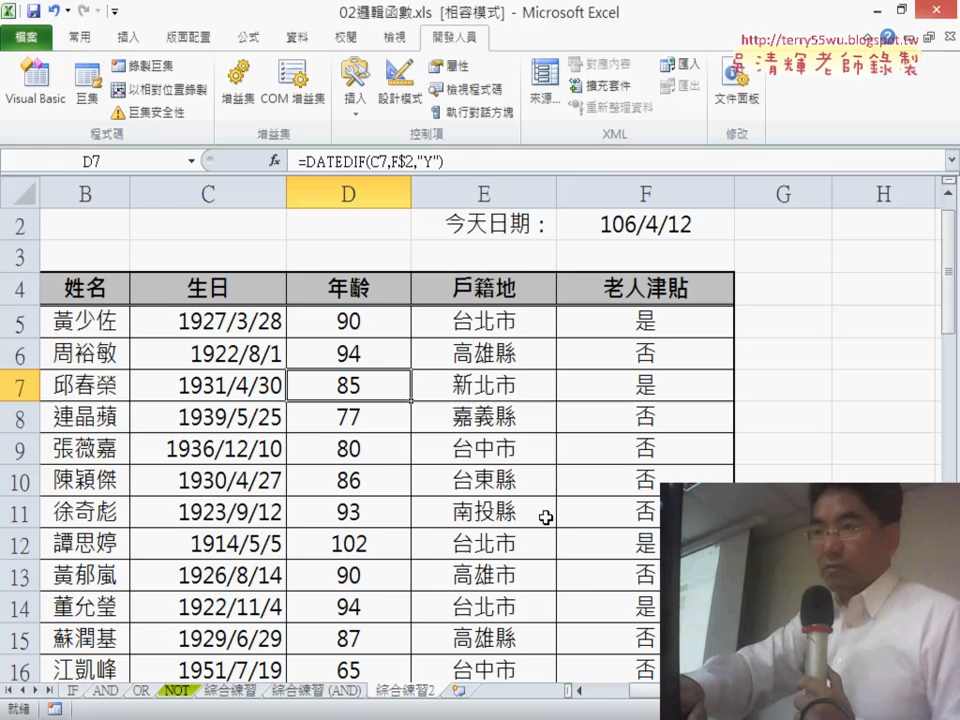 02邏輯函數.xls [相容模式] - Microsoft Excel
檔案 常用 插入 版面配置 公式 資料 校閱 檢視 開發人員
http://terry55wu.blogspot.tw
吳清輝老師錄製
Visual Basic 巨集 錄製巨集 以相對位置錄製 巨集安全性 增益集 COM 增益集 插入 設計模式 屬性 檢視程式碼 執行對話方塊 來源... 對應內容 擴充套件 重新整理資料 匯入 匯出 文件面板
程式碼 增益集 控制項 XML 修改
D7 fx =DATEDIF(C7,F$2,"Y")
B C D E F G H
2 今天日期： 106/4/12
3
4 姓名 生日 年齡 戶籍地 老人津貼
5 黃少佐 1927/3/28 90 台北市 是
6 周裕敏 1922/8/1 94 高雄縣 否
7 邱春榮 1931/4/30 85 新北市 是
8 連晶蘋 1939/5/25 77 嘉義縣 否
9 張薇嘉 1936/12/10 80 台中市 否
10 陳穎傑 1930/4/27 86 台東縣 否
11 徐奇彪 1923/9/12 93 南投縣 否
12 譚思婷 1914/5/5 102 台北市 是
13 黃郁嵐 1926/8/14 90 高雄市 否
14 董允瑩 1922/11/4 94 台北市 是
15 蘇潤基 1929/6/29 87 高雄縣 否
16 江凱峰 1951/7/19 65 台中市 否
IF AND OR NOT 綜合練習 綜合練習 (AND) 綜合練習2
就緒